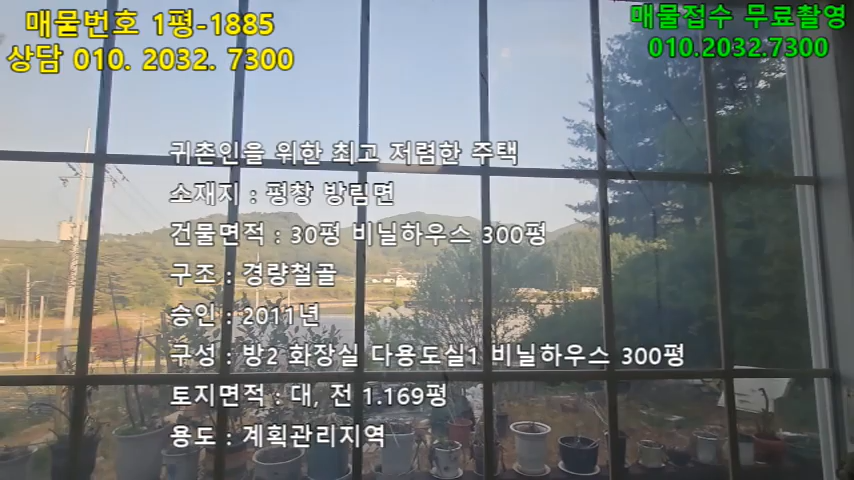 매물번호 1평-1885
상담 010. 2032. 7300
매물접수 무료촬영
010.2032.7300
귀촌인을 위한 최고 저렴한 주택
소재지 : 평창 방림면
건물면적 : 30평 비닐하우스 300평
구조 : 경량철골
승인 : 2011년
구성 : 방2 화장실 다용도실1 비닐하우스 300평
토지면적 : 대, 전 1.169평
용도 : 계획관리지역